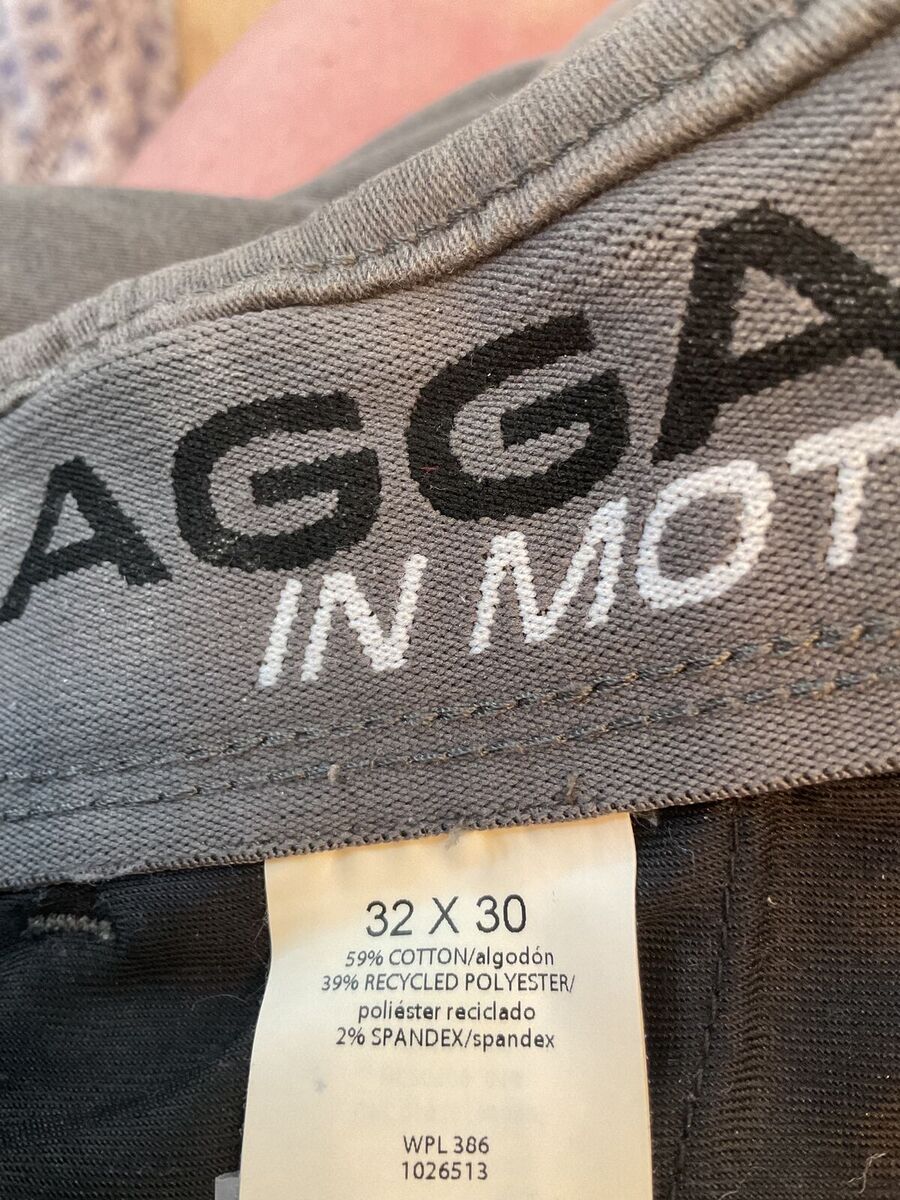 AGGA
IN MOT
32 X 30
59% COTTON/algodón
39% RECYCLED POLYESTER/
poliéster reciclado
2% SPANDEX/spandex
WPL 386
1026513